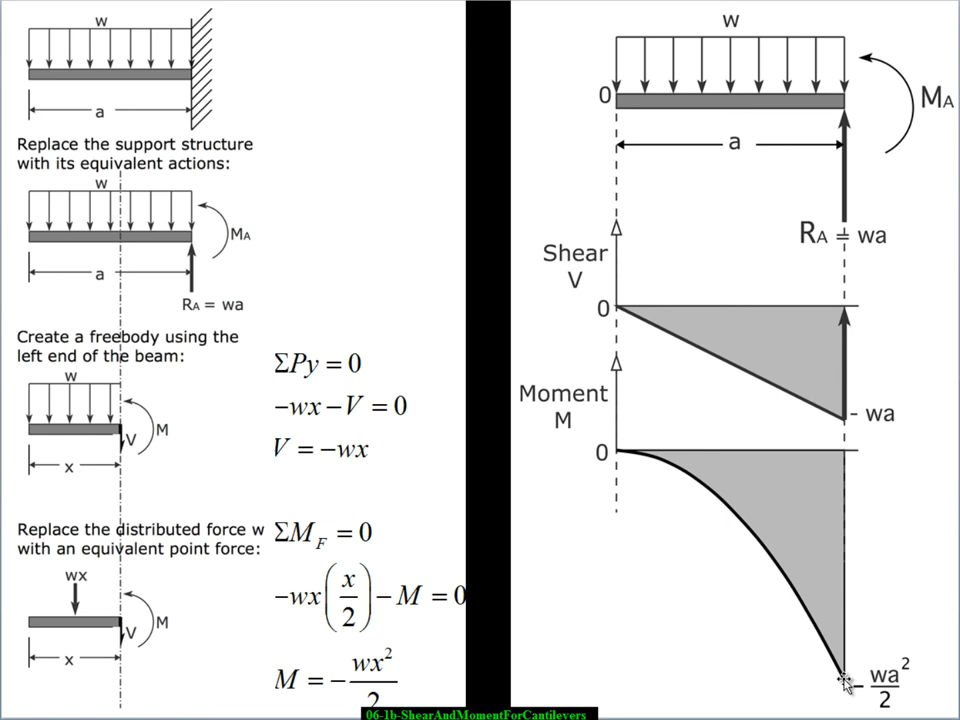 w
a
Replace the support structure
with its equivalent actions:
w
MA
a
RA = wa
Create a freebody using the
left end of the beam:
w
V
M
x
ΣPy = 0
-wx - V = 0
V = -wx
Replace the distributed force w
with an equivalent point force:
wx
V
M
x
ΣM_F = 0
-wx(x/2) - M = 0
M = - wx²/2
w
0
MA
a
RA = wa
Shear
V
0
- wa
Moment
M
0
- wa²/2
06-1b-ShearAndMomentForCantilevers